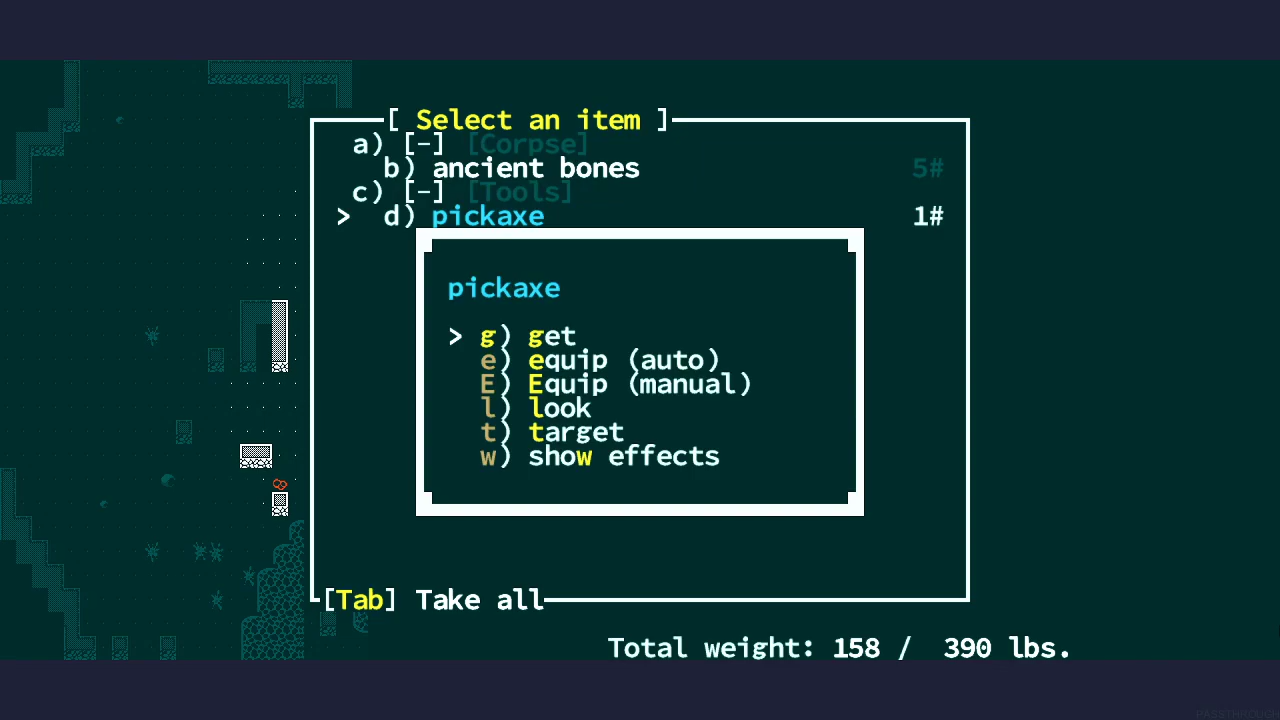 [ Select an item ]
a) [-] [Corpse]
b) ancient bones 5#
c) [-] [Tools]
> d) pickaxe 1#
pickaxe
> g) get
e) equip (auto)
E) Equip (manual)
l) look
t) target
w) show effects
[Tab] Take all
Total weight: 158 / 390 lbs.